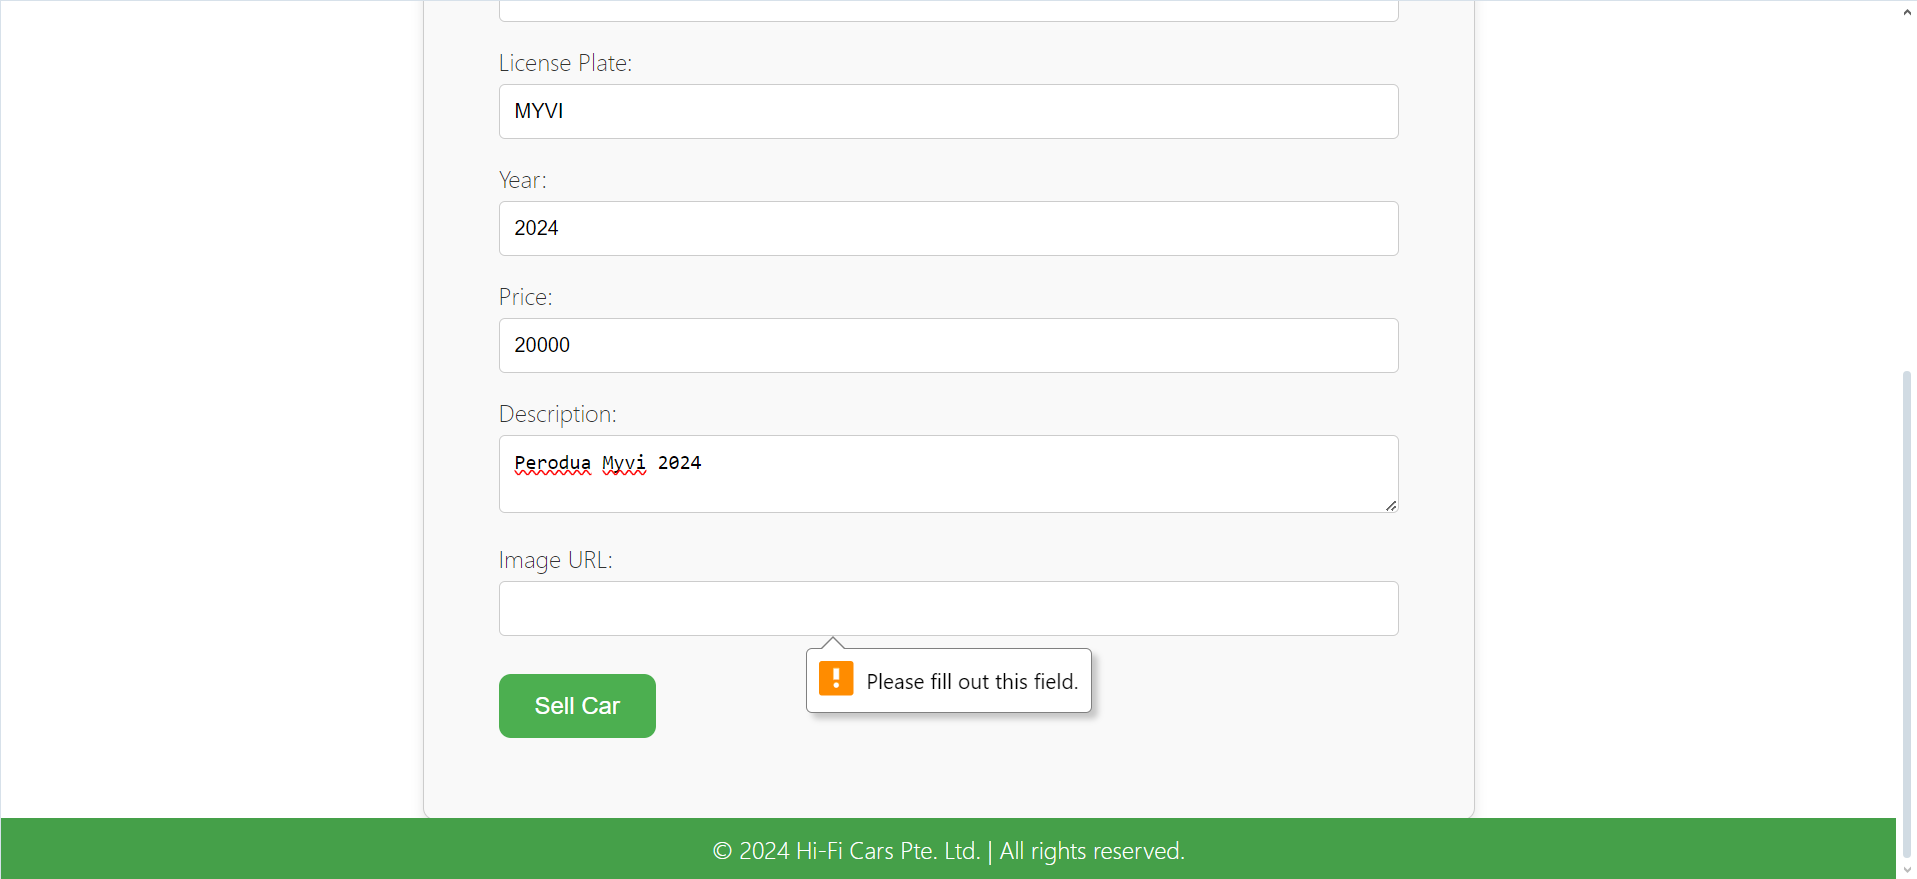 License Plate:
MYVI
Year:
2024
Price:
20000
Description:
Perodua Myvi 2024
Image URL:
Please fill out this field.
Sell Car
© 2024 Hi-Fi Cars Pte. Ltd. | All rights reserved.